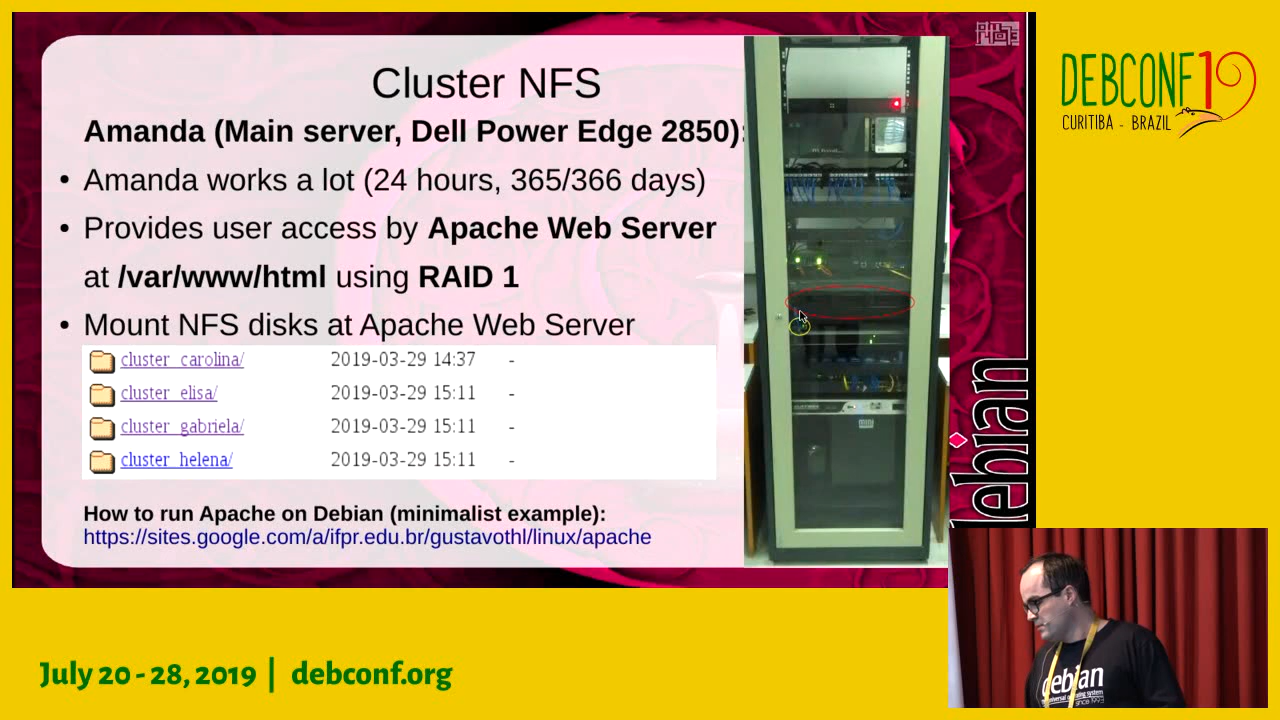 Cluster NFS
Amanda (Main server, Dell Power Edge 2850):
• Amanda works a lot (24 hours, 365/366 days)
• Provides user access by Apache Web Server
at /var/www/html using RAID 1
• Mount NFS disks at Apache Web Server
cluster_carolina/ 2019-03-29 14:37 -
cluster_elisa/ 2019-03-29 15:11 -
cluster_gabriela/ 2019-03-29 15:11 -
cluster_helena/ 2019-03-29 15:11 -
How to run Apache on Debian (minimalist example):
https://sites.google.com/a/ifpr.edu.br/gustavothl/linux/apache
debian
DEBCONF19
CURITIBA - BRAZIL
debian
since 1993
July 20 - 28, 2019 | debconf.org